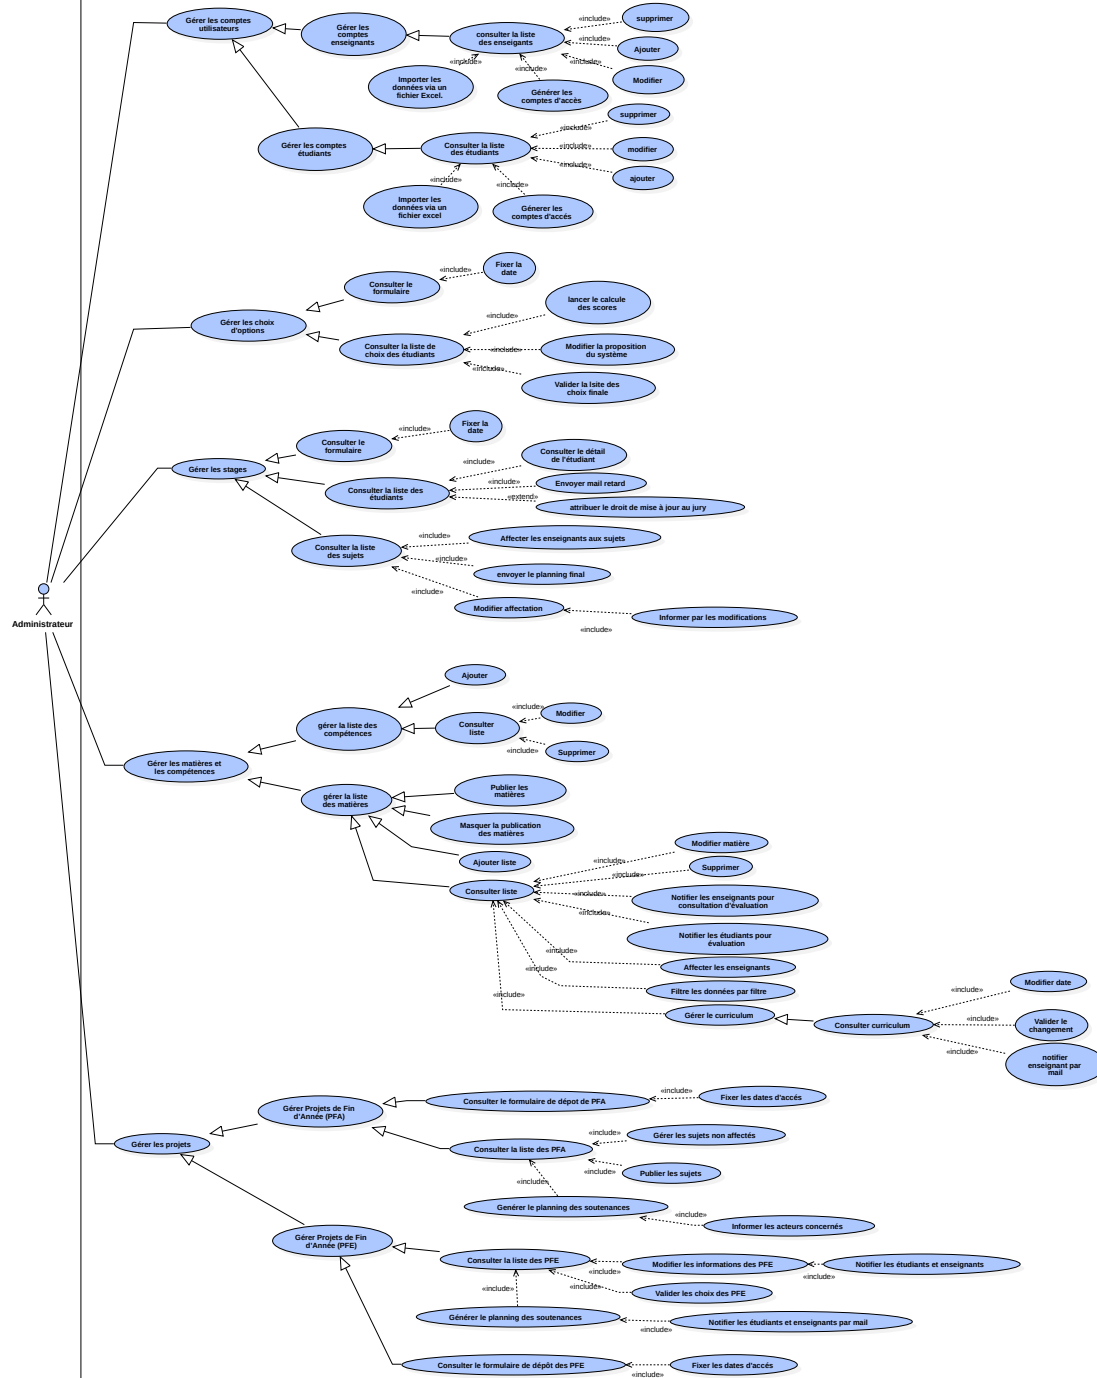 Gérer les comptes
utilisateurs
Gérer les
comptes
enseignants
consulter la liste
des enseigants
«include»
supprimer
«include»
Ajouter
«include»
Modifier
«include»
Importer les
données via un
fichier Excel.
«include»
Générer les
comptes d'accès
Gérer les comptes
étudiants
Consulter la liste
des étudiants
«include»
supprimer
«include»
modifier
«include»
ajouter
«include»
Importer les
données via un
fichier excel
«include»
Génerer les
comptes d'accés
Gérer les choix
d'options
Consulter le
formulaire
«include»
Fixer la
date
Consulter la liste de
choix des étudiants
«include»
lancer le calcule
des scores
«include»
Modifier la proposition
du système
«include»
Valider la lsite des
choix finale
Gérer les stages
Consulter le
formulaire
«include»
Fixer la
date
Consulter la liste des
étudiants
«include»
Consulter le détail
de l'étudiant
«include»
Envoyer mail retard
«extend»
attribuer le droit de mise à jour au jury
Consulter la liste
des sujets
«include»
Affecter les enseignants aux sujets
«include»
envoyer le planning final
«include»
Modifier affectation
«include»
Informer par les modifications
Administrateur
Gérer les matières et
les compétences
gérer la liste des
compétences
Ajouter
Consulter
liste
«include»
Modifier
«include»
Supprimer
gérer la liste
des matières
Publier les
matières
Masquer la publication
des matières
Ajouter liste
Consulter liste
«include»
Modifier matière
«include»
Supprimer
«include»
Notifier les enseignants pour
consultation d'évaluation
«include»
Notifier les étudiants pour
évaluation
«include»
Affecter les enseignants
«include»
Filtre les données par filtre
«include»
Gérer le curriculum
Consulter curriculum
«include»
Modifier date
«include»
Valider le
changement
«include»
notifier
enseignant par
mail
Gérer les projets
Gérer Projets de Fin
d'Année (PFA)
Consulter le formulaire de dépot de PFA
«include»
Fixer les dates d'accés
Consulter la liste des PFA
«include»
Gérer les sujets non affectés
«include»
Publier les sujets
«include»
Genérer le planning des soutenances
«include»
Informer les acteurs concernés
Gérer Projets de Fin
d'Année (PFE)
Consulter la liste des PFE
«include»
Modifier les informations des PFE
«include»
Notifier les étudiants et enseignants
«include»
Valider les choix des PFE
«include»
Générer le planning des soutenances
«include»
Notifier les étudiants et enseignants par mail
Consulter le formulaire de dépôt des PFE
«include»
Fixer les dates d'accés